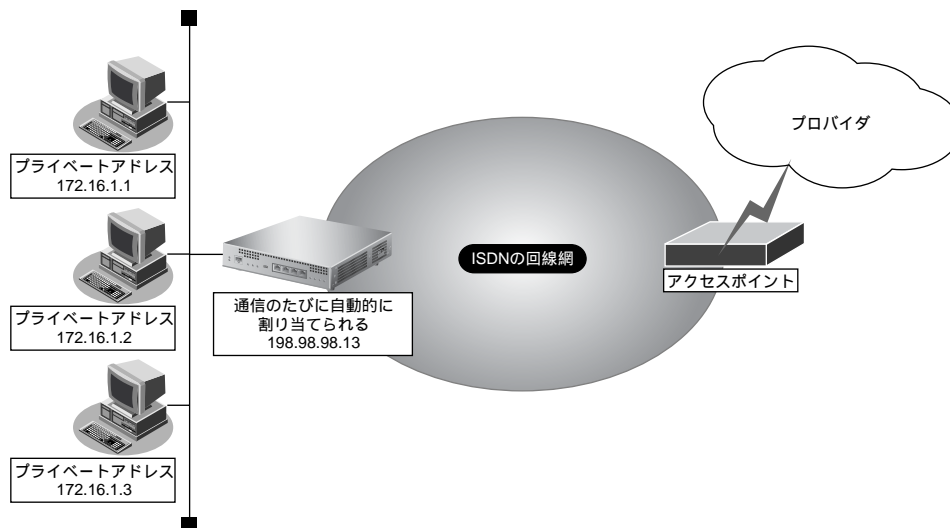 プライベートアドレス
172.16.1.1
プライベートアドレス
172.16.1.2
プライベートアドレス
172.16.1.3
通信のたびに自動的に
割り当てられる
198.98.98.13
ISDNの回線網
アクセスポイント
プロバイダ